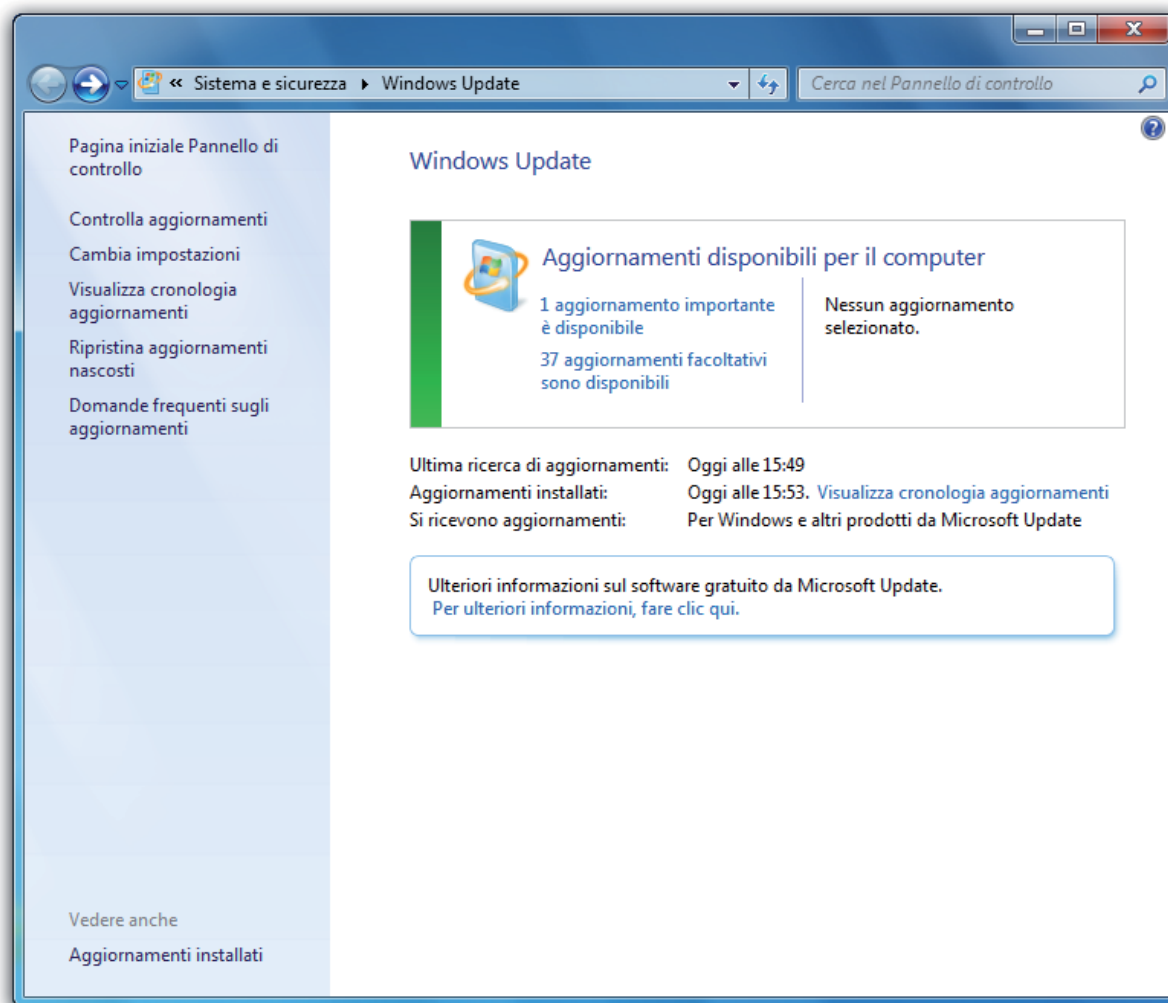 « Sistema e sicurezza ▸ Windows Update
Cerca nel Pannello di controllo
Pagina iniziale Pannello di
controllo
Controlla aggiornamenti
Cambia impostazioni
Visualizza cronologia
aggiornamenti
Ripristina aggiornamenti
nascosti
Domande frequenti sugli
aggiornamenti
Vedere anche
Aggiornamenti installati
Windows Update
Aggiornamenti disponibili per il computer
1 aggiornamento importante
è disponibile
37 aggiornamenti facoltativi
sono disponibili
Nessun aggiornamento
selezionato.
Ultima ricerca di aggiornamenti: Oggi alle 15:49
Aggiornamenti installati: Oggi alle 15:53. Visualizza cronologia aggiornamenti
Si ricevono aggiornamenti: Per Windows e altri prodotti da Microsoft Update
Ulteriori informazioni sul software gratuito da Microsoft Update.
Per ulteriori informazioni, fare clic qui.